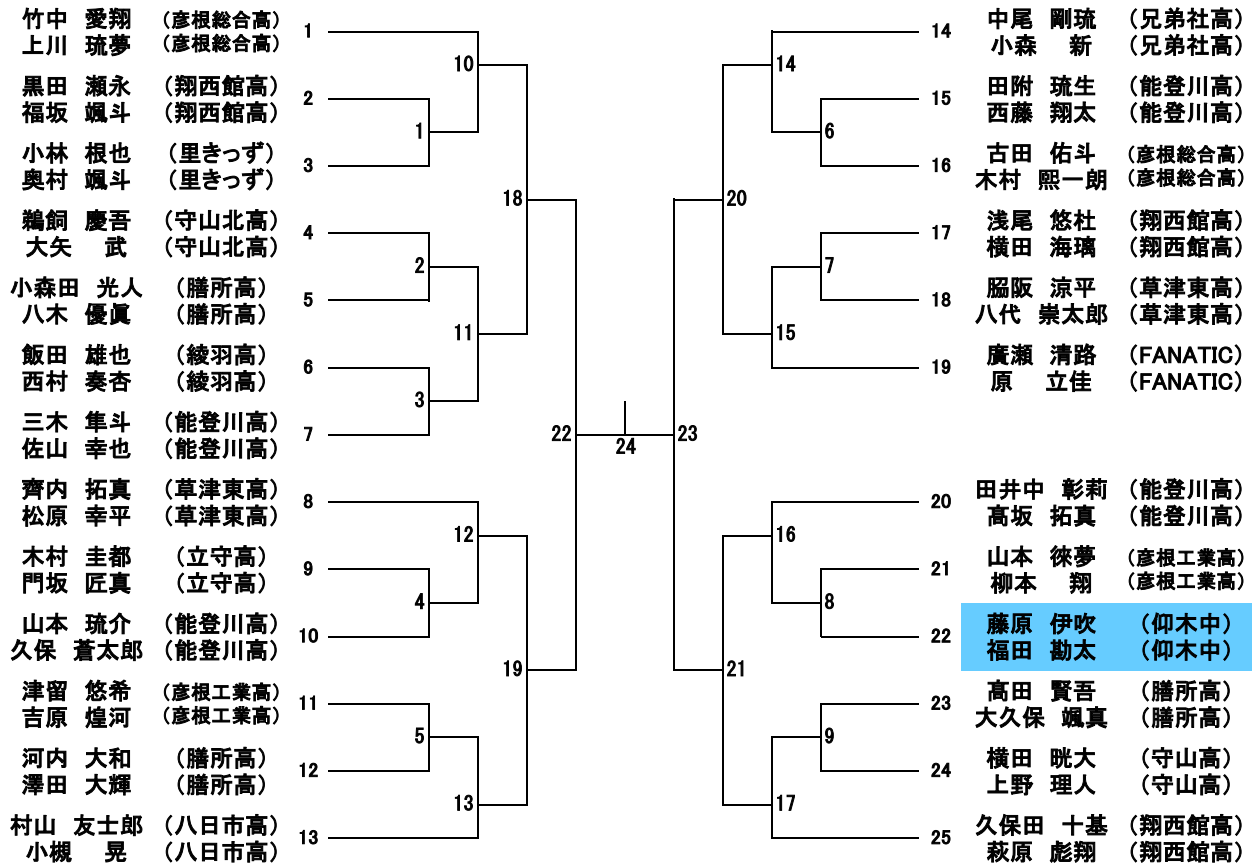 竹中 愛翔 (彦根総合高)
上川 琉夢 (彦根総合高)
1
黒田 瀬永 (翔西館高)
福坂 颯斗 (翔西館高)
2
小林 根也 (里きっず)
奥村 颯斗 (里きっず)
3
鵜飼 慶吾 (守山北高)
大矢 武 (守山北高)
4
小森田 光人 (膳所高)
八木 優眞 (膳所高)
5
飯田 雄也 (綾羽高)
西村 奏杏 (綾羽高)
6
三木 隼斗 (能登川高)
佐山 幸也 (能登川高)
7
齊内 拓真 (草津東高)
松原 幸平 (草津東高)
8
木村 圭都 (立守高)
門坂 匠真 (立守高)
9
山本 琉介 (能登川高)
久保 蒼太郎 (能登川高)
10
津留 悠希 (彦根工業高)
吉原 煌河 (彦根工業高)
11
河内 大和 (膳所高)
澤田 大輝 (膳所高)
12
村山 友士郎 (八日市高)
小槻 晃 (八日市高)
13
10
1
18
2
11
3
22
12
4
19
5
13
24
23
14
6
20
7
15
16
8
21
9
17
14
中尾 剛琉 (兄弟社高)
小森 新 (兄弟社高)
15
田附 琉生 (能登川高)
西藤 翔太 (能登川高)
16
古田 佑斗 (彦根総合高)
木村 熙一朗 (彦根総合高)
17
浅尾 悠杜 (翔西館高)
横田 海璃 (翔西館高)
18
脇阪 涼平 (草津東高)
八代 崇太郎 (草津東高)
19
廣瀬 清路 (FANATIC)
原 立佳 (FANATIC)
20
田井中 彰莉 (能登川高)
髙坂 拓真 (能登川高)
21
山本 徠夢 (彦根工業高)
柳本 翔 (彦根工業高)
22
藤原 伊吹 (仰木中)
福田 勘太 (仰木中)
23
髙田 賢吾 (膳所高)
大久保 颯真 (膳所高)
24
横田 晄大 (守山高)
上野 理人 (守山高)
25
久保田 十基 (翔西館高)
萩原 彪翔 (翔西館高)